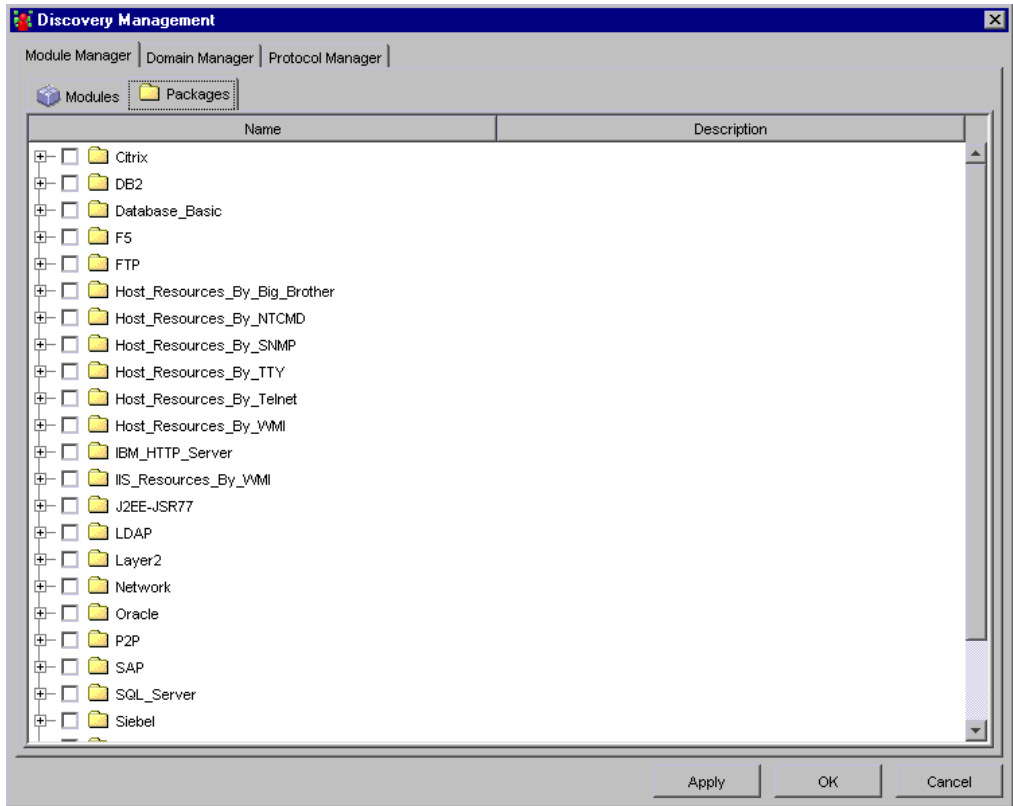 Discovery Management
Module Manager Domain Manager Protocol Manager
Modules Packages
Name Description
Citrix
DB2
Database_Basic
F5
FTP
Host_Resources_By_Big_Brother
Host_Resources_By_NTCMD
Host_Resources_By_SNMP
Host_Resources_By_TTY
Host_Resources_By_Telnet
Host_Resources_By_WMI
IBM_HTTP_Server
IIS_Resources_By_WMI
J2EE-JSR77
LDAP
Layer2
Network
Oracle
P2P
SAP
SQL_Server
Siebel
Apply OK Cancel